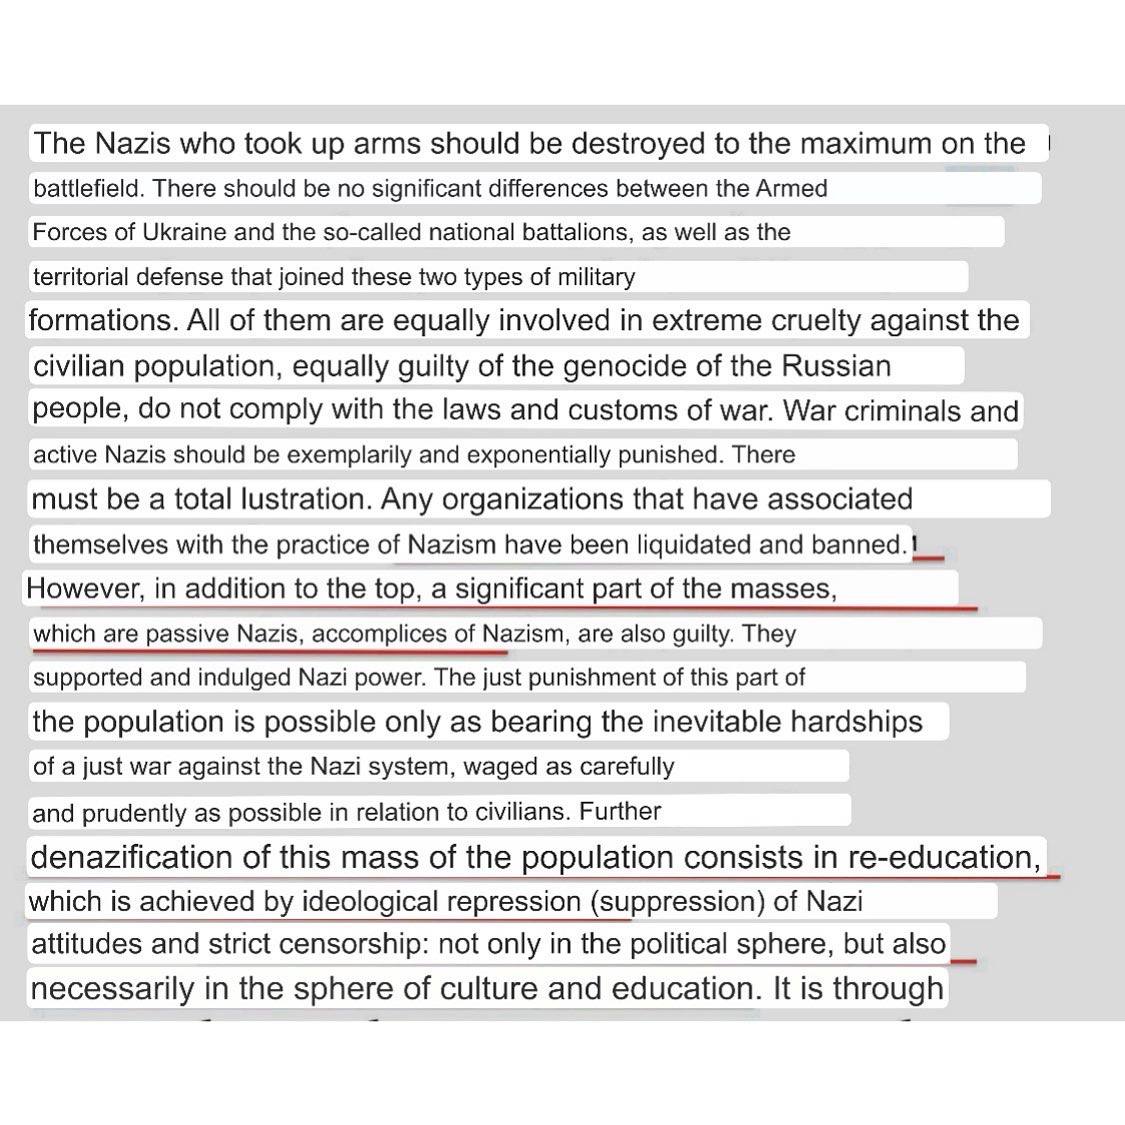 The Nazis who took up arms should be destroyed to the maximum on the
battlefield. There should be no significant differences between the Armed
Forces of Ukraine and the so-called national battalions, as well as the
territorial defense that joined these two types of military
formations. All of them are equally involved in extreme cruelty against the
civilian population, equally guilty of the genocide of the Russian
people, do not comply with the laws and customs of war. War criminals and
active Nazis should be exemplarily and exponentially punished. There
must be a total lustration. Any organizations that have associated
themselves with the practice of Nazism have been liquidated and banned.
However, in addition to the top, a significant part of the masses,
which are passive Nazis, accomplices of Nazism, are also guilty. They
supported and indulged Nazi power. The just punishment of this part of
the population is possible only as bearing the inevitable hardships
of a just war against the Nazi system, waged as carefully
and prudently as possible in relation to civilians. Further
denazification of this mass of the population consists in re-education,
which is achieved by ideological repression (suppression) of Nazi
attitudes and strict censorship: not only in the political sphere, but also
necessarily in the sphere of culture and education. It is through